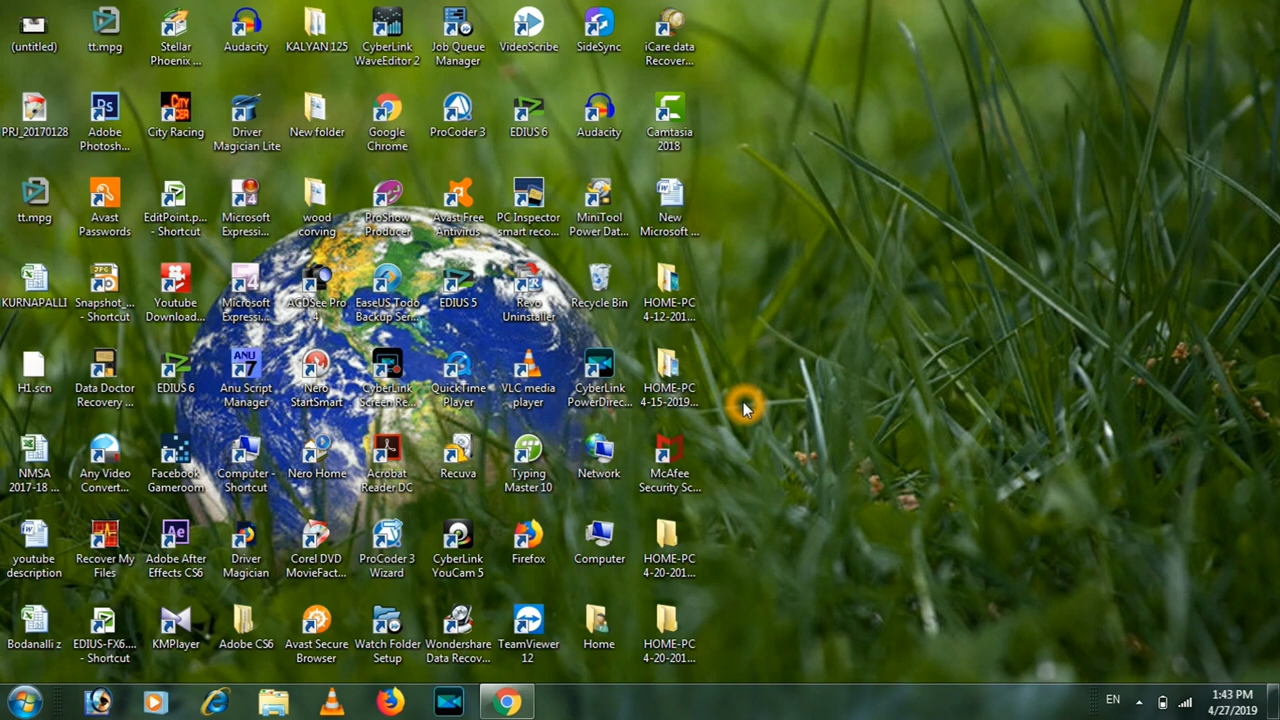 (untitled)
tt.mpg
Stellar
Phoenix ...
Audacity
KALYAN 125
CyberLink
WaveEditor 2
Job Queue
Manager
VideoScribe
SideSync
iCare data
Recover...
PRJ_20170128
Ps
Adobe
Photosh...
City Racing
Driver
Magician Lite
New folder
Google
Chrome
ProCoder 3
EDIUS 6
Audacity
Camtasia
2018
tt.mpg
Avast
Passwords
EditPoint.p...
- Shortcut
Microsoft
Expressi...
wood
corving
ProShow
Producer
Avast Free
Antivirus
PC Inspector
smart reco...
MiniTool
Power Dat...
New
Microsoft ...
KURNAPALLI
JPG
Snapshot_...
- Shortcut
Youtube
Download...
Microsoft
Expressi...
ACDSee Pro
4
EaseUS Todo
Backup Ser...
EDIUS 5
Revo
Uninstaller
Recycle Bin
HOME-PC
4-12-201...
H1.scn
Data Doctor
Recovery ...
EDIUS 6
ANU
7
Anu Script
Manager
Nero
StartSmart
CyberLink
Screen Re...
QuickTime
Player
VLC media
player
CyberLink
PowerDirec...
HOME-PC
4-15-2019...
NMSA
2017-18 ...
Any Video
Convert...
Facebook
Gameroom
Computer -
Shortcut
Nero Home
Acrobat
Reader DC
Recuva
Typing
Master 10
Network
McAfee
Security Sc...
youtube
description
Recover My
Files
Ae
Adobe After
Effects CS6
Driver
Magician
Corel DVD
MovieFact...
ProCoder 3
Wizard
CyberLink
YouCam 5
Firefox
Computer
HOME-PC
4-20-201...
Bodanalli z
EDIUS-FX6....
- Shortcut
KMPlayer
Adobe CS6
Avast Secure
Browser
Watch Folder
Setup
Wondershare
Data Recov...
TeamViewer
12
Home
HOME-PC
4-20-201...
EN
1:43 PM
4/27/2019